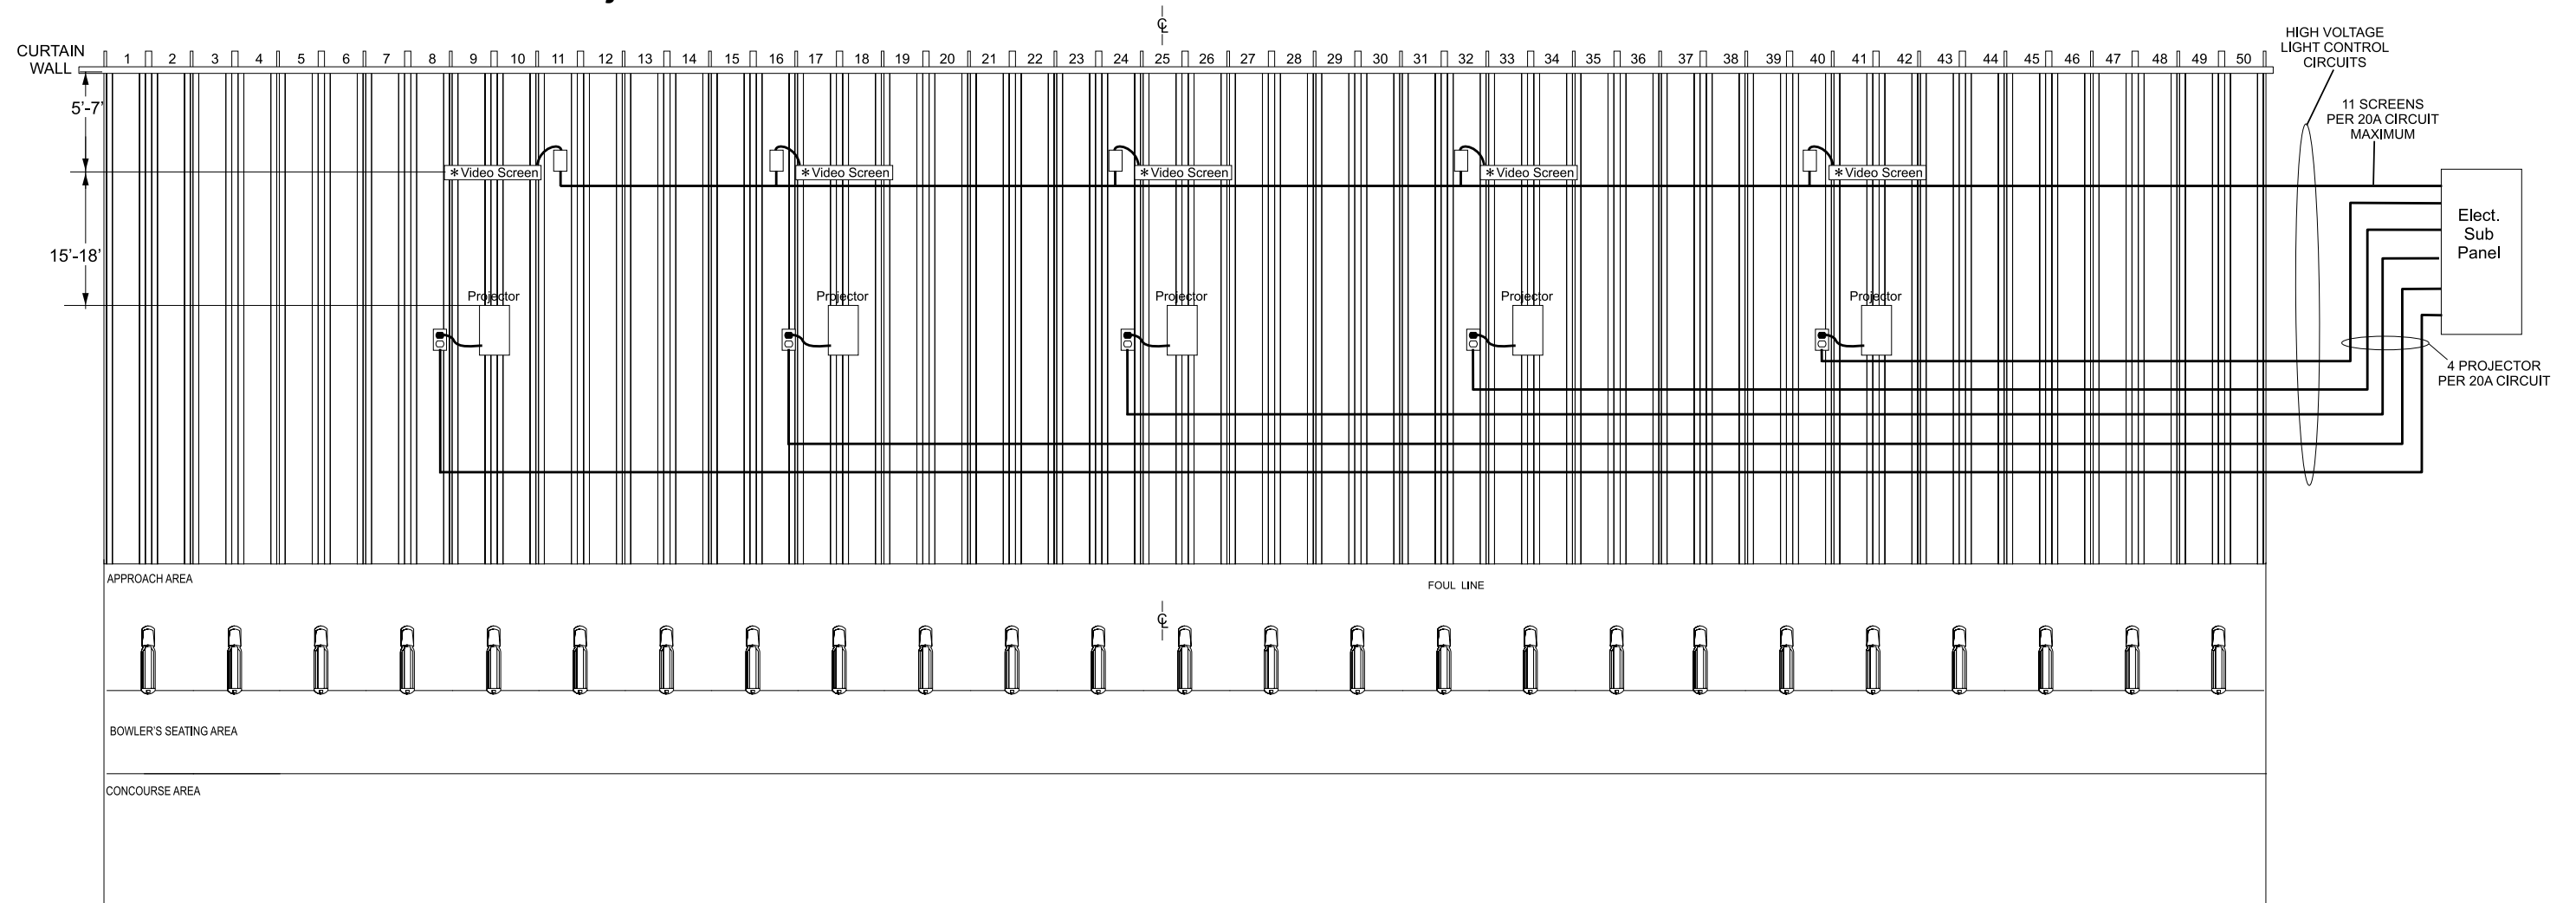 ℄
CURTAIN
WALL
1 2 3 4 5 6 7 8 9 10 11 12 13 14 15 16 17 18 19 20 21 22 23 24 25 26 27 28 29 30 31 32 33 34 35 36 37 38 39 40 41 42 43 44 45 46 47 48 49 50
HIGH VOLTAGE
LIGHT CONTROL
CIRCUITS
5'-7'
11 SCREENS
PER 20A CIRCUIT
MAXIMUM
*Video Screen *Video Screen *Video Screen *Video Screen *Video Screen
Elect.
Sub
Panel
15'-18'
Projector Projector Projector Projector Projector
4 PROJECTOR
PER 20A CIRCUIT
APPROACH AREA
FOUL LINE
℄
BOWLER'S SEATING AREA
CONCOURSE AREA